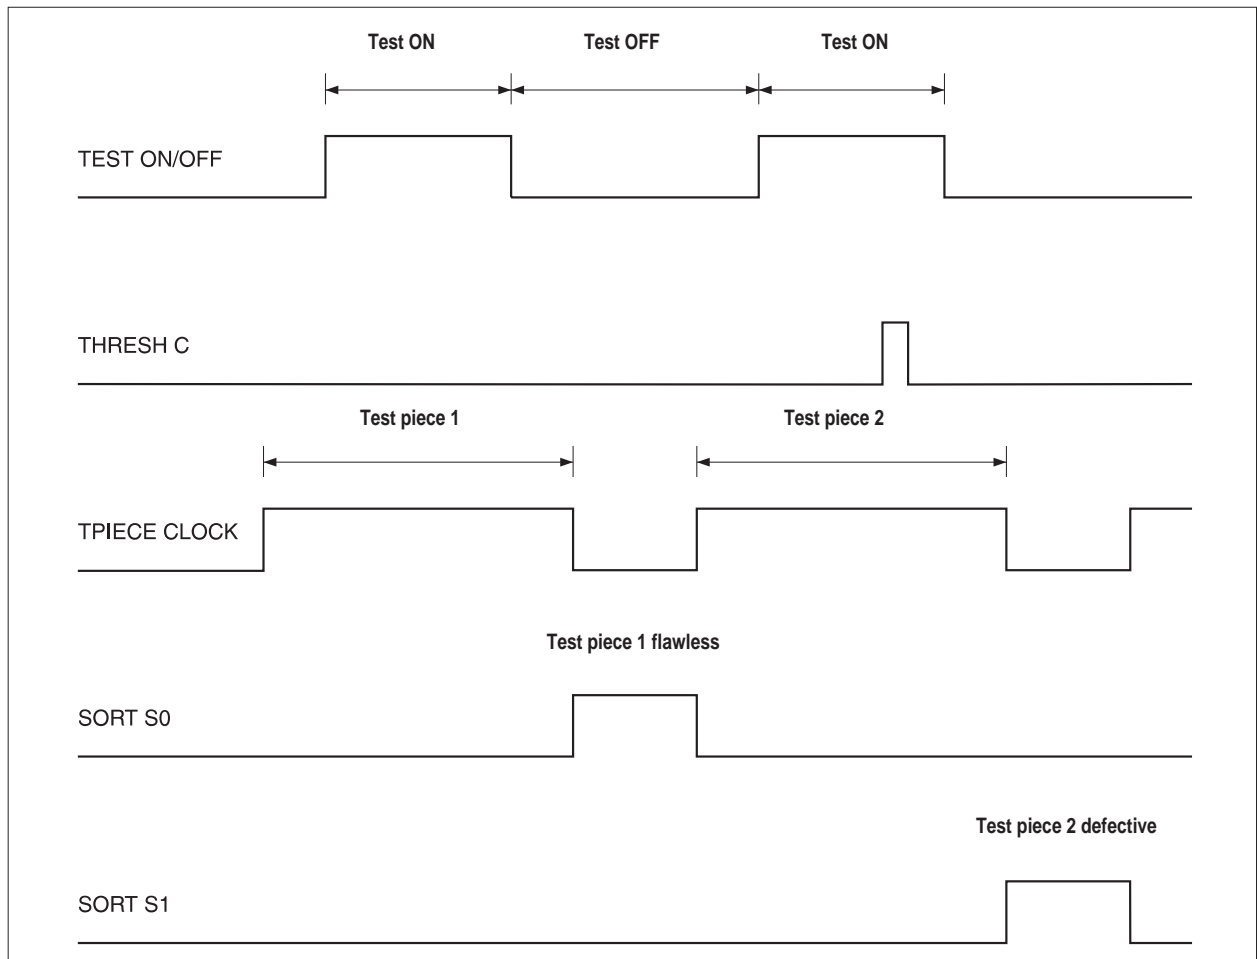 Test ON Test OFF Test ON
TEST ON/OFF
THRESH C
Test piece 1 Test piece 2
TPIECE CLOCK
Test piece 1 flawless
SORT S0
Test piece 2 defective
SORT S1